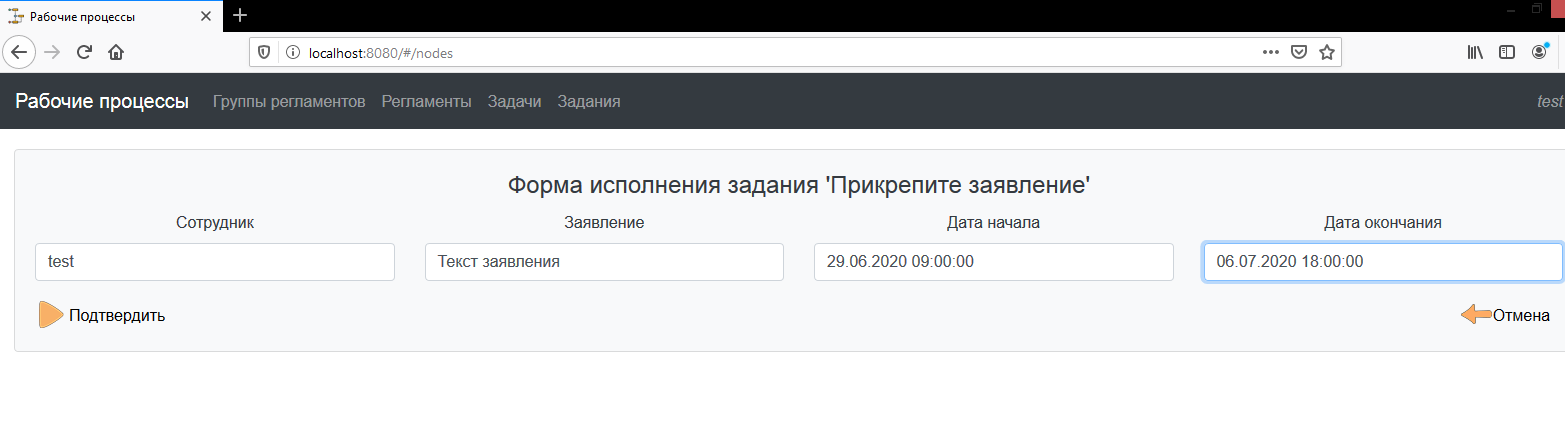 Рабочие процессы
localhost:8080/#/nodes
Рабочие процессы Группы регламентов Регламенты Задачи Задания test
Форма исполнения задания 'Прикрепите заявление'
Сотрудник Заявление Дата начала Дата окончания
test Текст заявления 29.06.2020 09:00:00 06.07.2020 18:00:00
Подтвердить Отмена